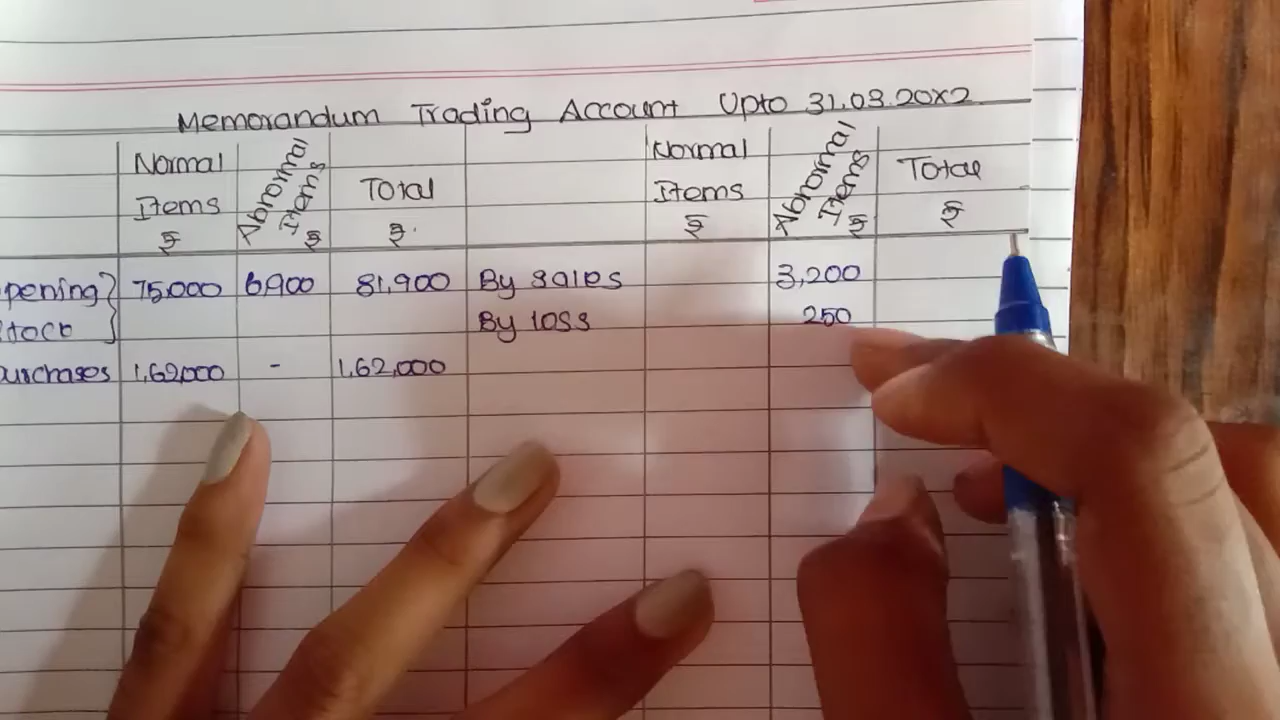 Memorandum Trading Account Upto 31.03.20X2
Normal Items ₹ Abnormal Items ₹ Total ₹ Normal Items ₹ Abnormal Items ₹ Total ₹
pening 75,000 6,900 81,900 By sales 3,200
tock By loss 250
urchases 1,62,000 - 1,62,000